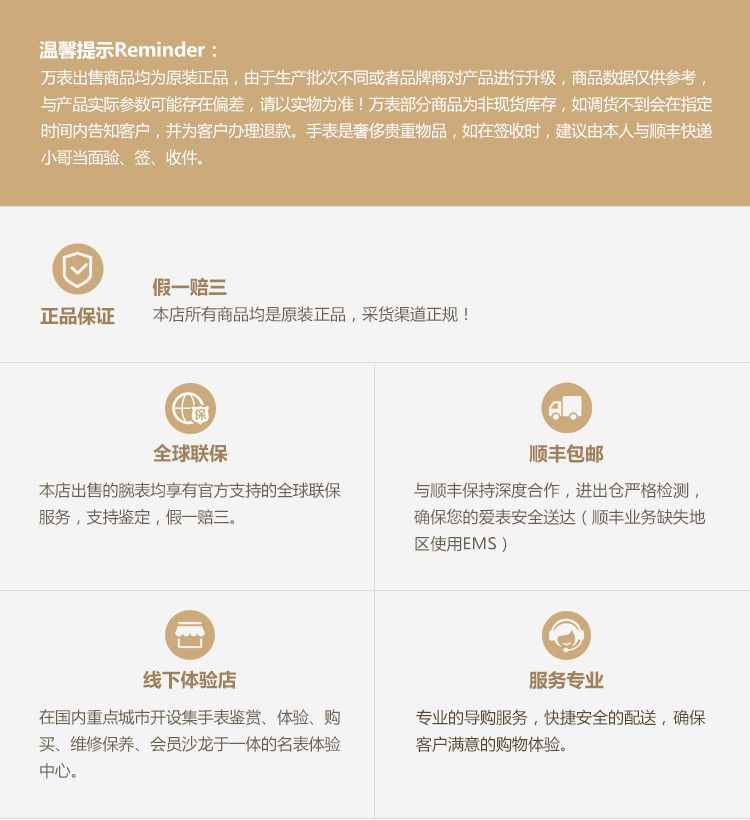 温馨提示Reminder：
万表出售商品均为原装正品，由于生产批次不同或者品牌商对产品进行升级，商品数据仅供参考，
与产品实际参数可能存在偏差，请以实物为准！万表部分商品为非现货库存，如调货不到会在指定
时间内告知客户，并为客户办理退款。手表是奢侈贵重物品，如在签收时，建议由本人与顺丰快递
小哥当面验、签、收件。
正品保证
假一赔三
本店所有商品均是原装正品，采货渠道正规！
保
全球联保
本店出售的腕表均享有官方支持的全球联保
服务，支持鉴定，假一赔三。
顺丰包邮
与顺丰保持深度合作，进出仓严格检测，
确保您的爱表安全送达（顺丰业务缺失地
区使用EMS）
线下体验店
在国内重点城市开设集手表鉴赏、体验、购
买、维修保养、会员沙龙于一体的名表体验
中心。
服务专业
专业的导购服务，快捷安全的配送，确保
客户满意的购物体验。